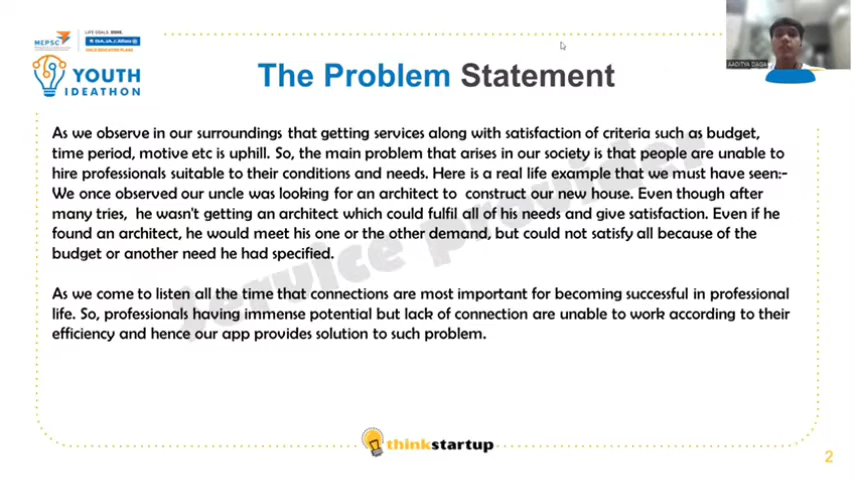 MEPSC
LIFE GOALS. DONE.
YOUTH
IDEATHON
The Problem Statement
As we observe in our surroundings that getting services along with satisfaction of criteria such as budget,
time period, motive etc is uphill. So, the main problem that arises in our society is that people are unable to
hire professionals suitable to their conditions and needs. Here is a real life example that we must have seen:-
We once observed our uncle was looking for an architect to construct our new house. Even though after
many tries, he wasn't getting an architect which could fulfil all of his needs and give satisfaction. Even if he
found an architect, he would meet his one or the other demand, but could not satisfy all because of the
budget or another need he had specified.
As we come to listen all the time that connections are most important for becoming successful in professional
life. So, professionals having immense potential but lack of connection are unable to work according to their
efficiency and hence our app provides solution to such problem.
Service provider
thinkstartup
2